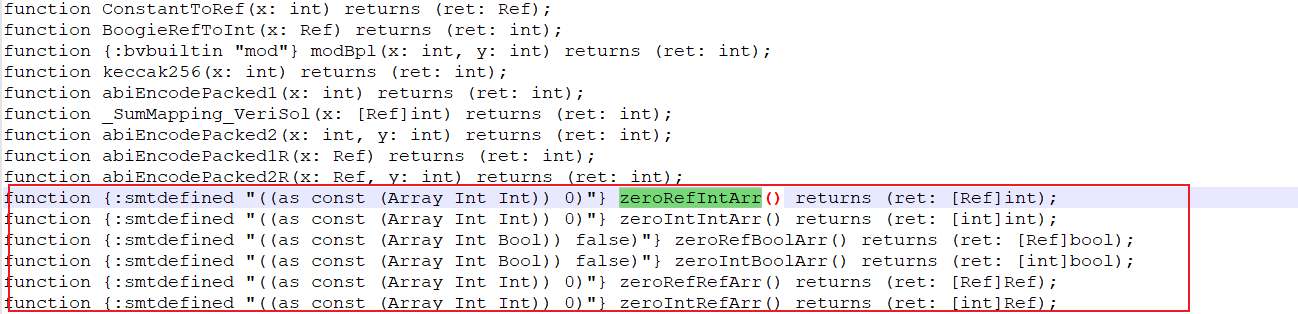 function ConstantToRef(x: int) returns (ret: Ref);
function BoogieRefToInt(x: Ref) returns (ret: int);
function {:bvbuiltin "mod"} modBpl(x: int, y: int) returns (ret: int);
function keccak256(x: int) returns (ret: int);
function abiEncodePacked1(x: int) returns (ret: int);
function _SumMapping_VeriSol(x: [Ref]int) returns (ret: int);
function abiEncodePacked2(x: int, y: int) returns (ret: int);
function abiEncodePacked1R(x: Ref) returns (ret: int);
function abiEncodePacked2R(x: Ref, y: int) returns (ret: int);
function {:smtdefined "((as const (Array Int Int)) 0)"} zeroRefIntArr() returns (ret: [Ref]int);
function {:smtdefined "((as const (Array Int Int)) 0)"} zeroIntIntArr() returns (ret: [int]int);
function {:smtdefined "((as const (Array Int Bool)) false)"} zeroRefBoolArr() returns (ret: [Ref]bool);
function {:smtdefined "((as const (Array Int Bool)) false)"} zeroIntBoolArr() returns (ret: [int]bool);
function {:smtdefined "((as const (Array Int Int)) 0)"} zeroRefRefArr() returns (ret: [Ref]Ref);
function {:smtdefined "((as const (Array Int Int)) 0)"} zeroIntRefArr() returns (ret: [int]Ref);